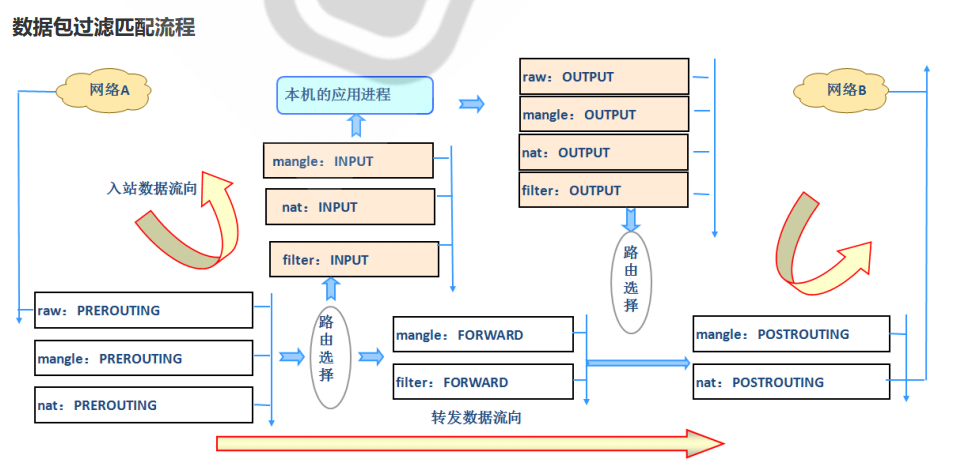 数据包过滤匹配流程
网络A
本机的应用进程
raw：OUTPUT
mangle：OUTPUT
nat：OUTPUT
filter：OUTPUT
网络B
mangle：INPUT
nat：INPUT
filter：INPUT
入站数据流向
路由选择
raw：PREROUTING
mangle：PREROUTING
nat：PREROUTING
路由选择
mangle：FORWARD
filter：FORWARD
mangle：POSTROUTING
nat：POSTROUTING
转发数据流向